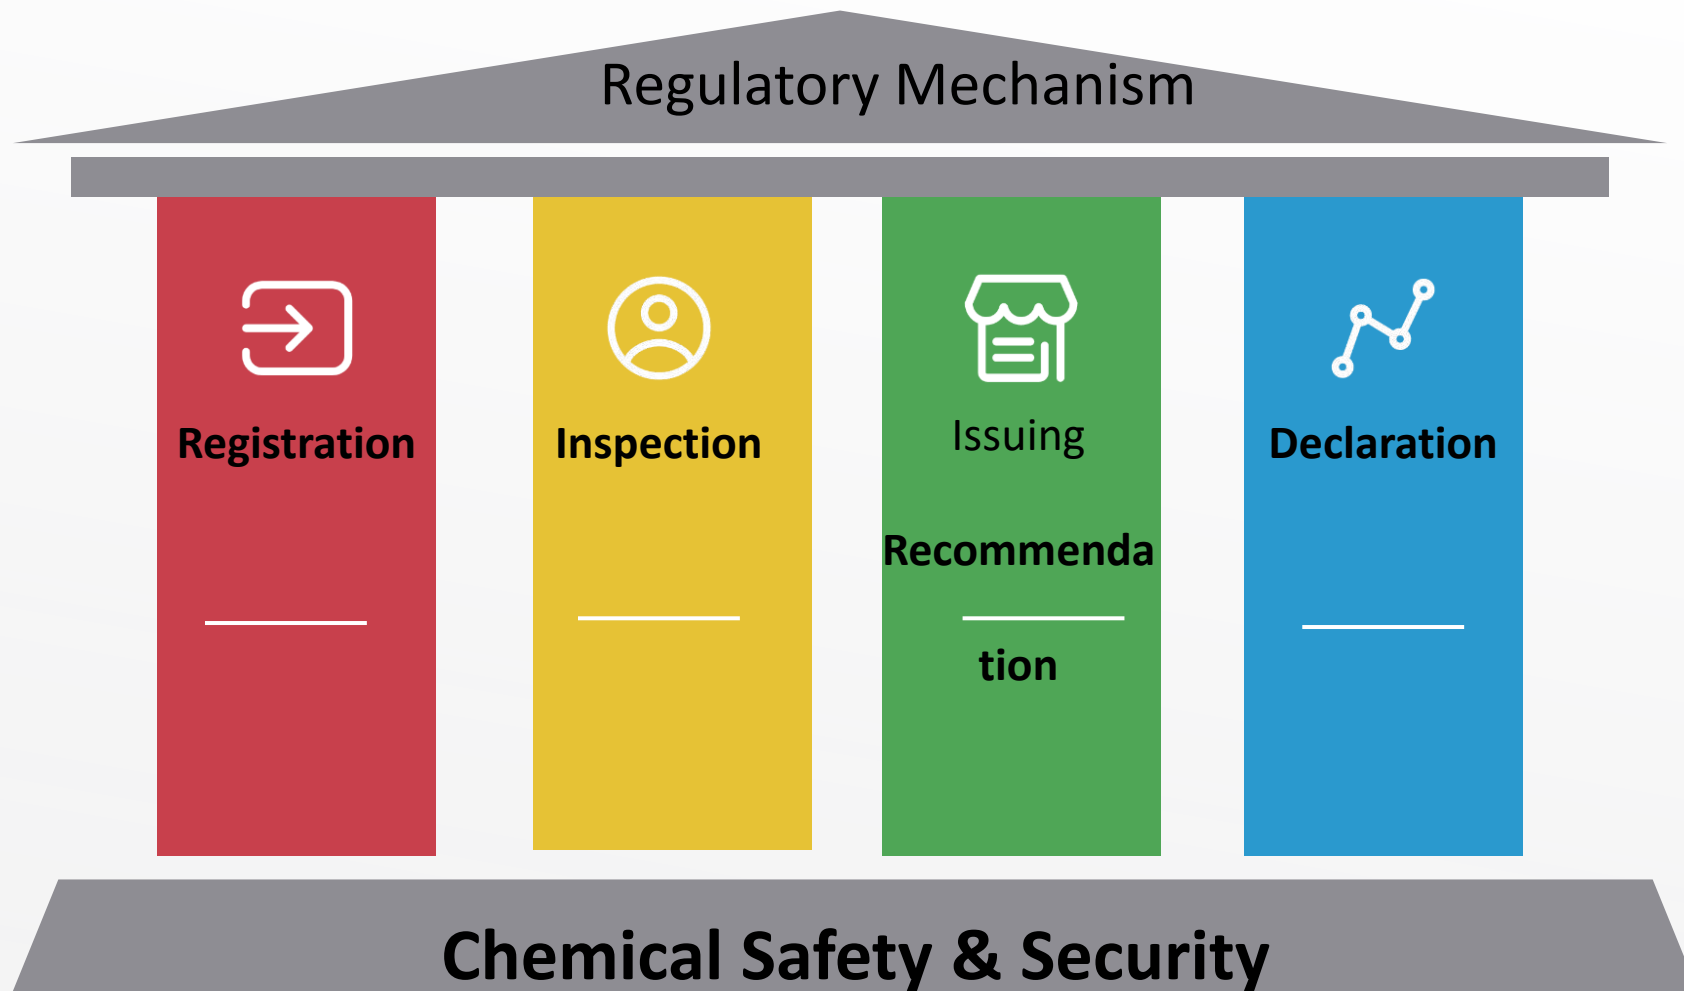 Regulatory Mechanism
Registration
Inspection
Issuing
Recommenda
tion
Declaration
Chemical Safety & Security